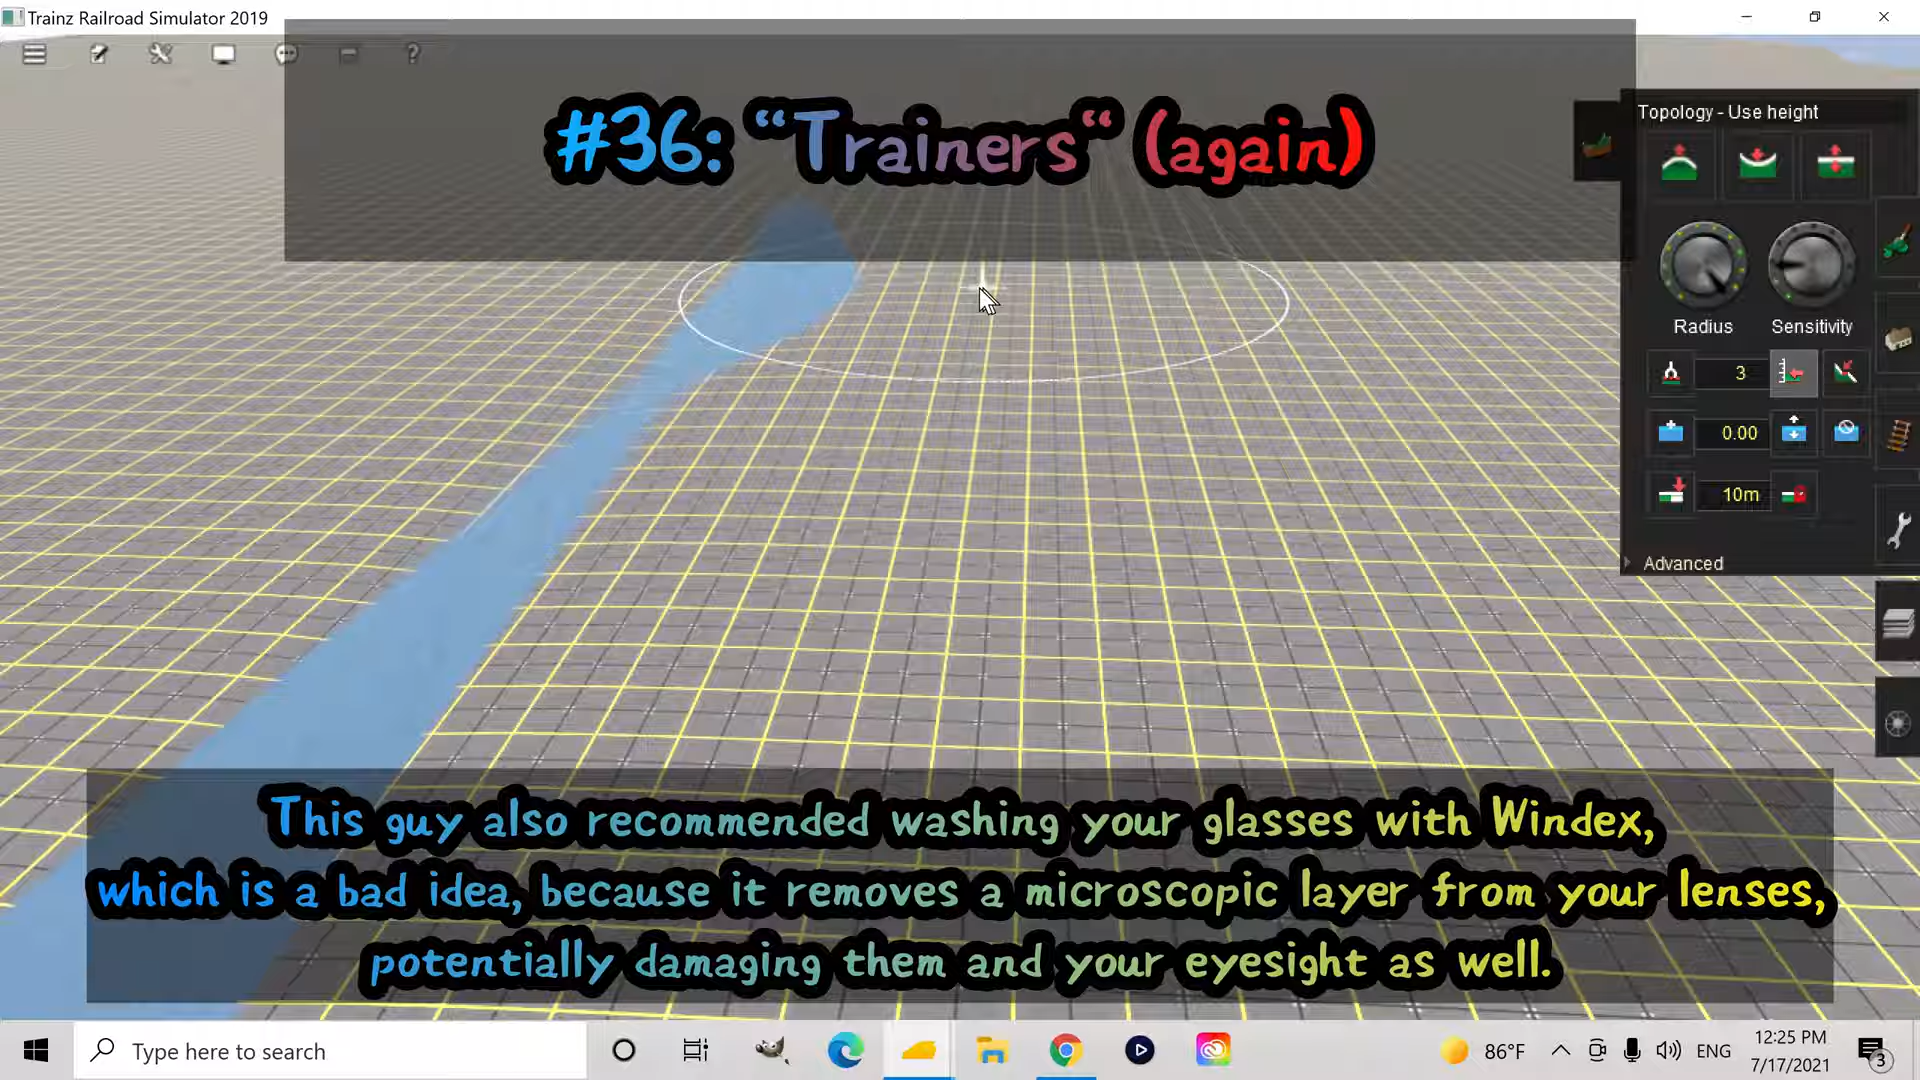 Trainz Railroad Simulator 2019
#36: “Trainers“ (again)
Topology - Use height
Radius Sensitivity
3
0.00
10m
Advanced
This guy also recommended washing your glasses with Windex,
which is a bad idea, because it removes a microscopic layer from your lenses,
potentially damaging them and your eyesight as well.
Type here to search
86°F
ENG
12:25 PM
7/17/2021
3